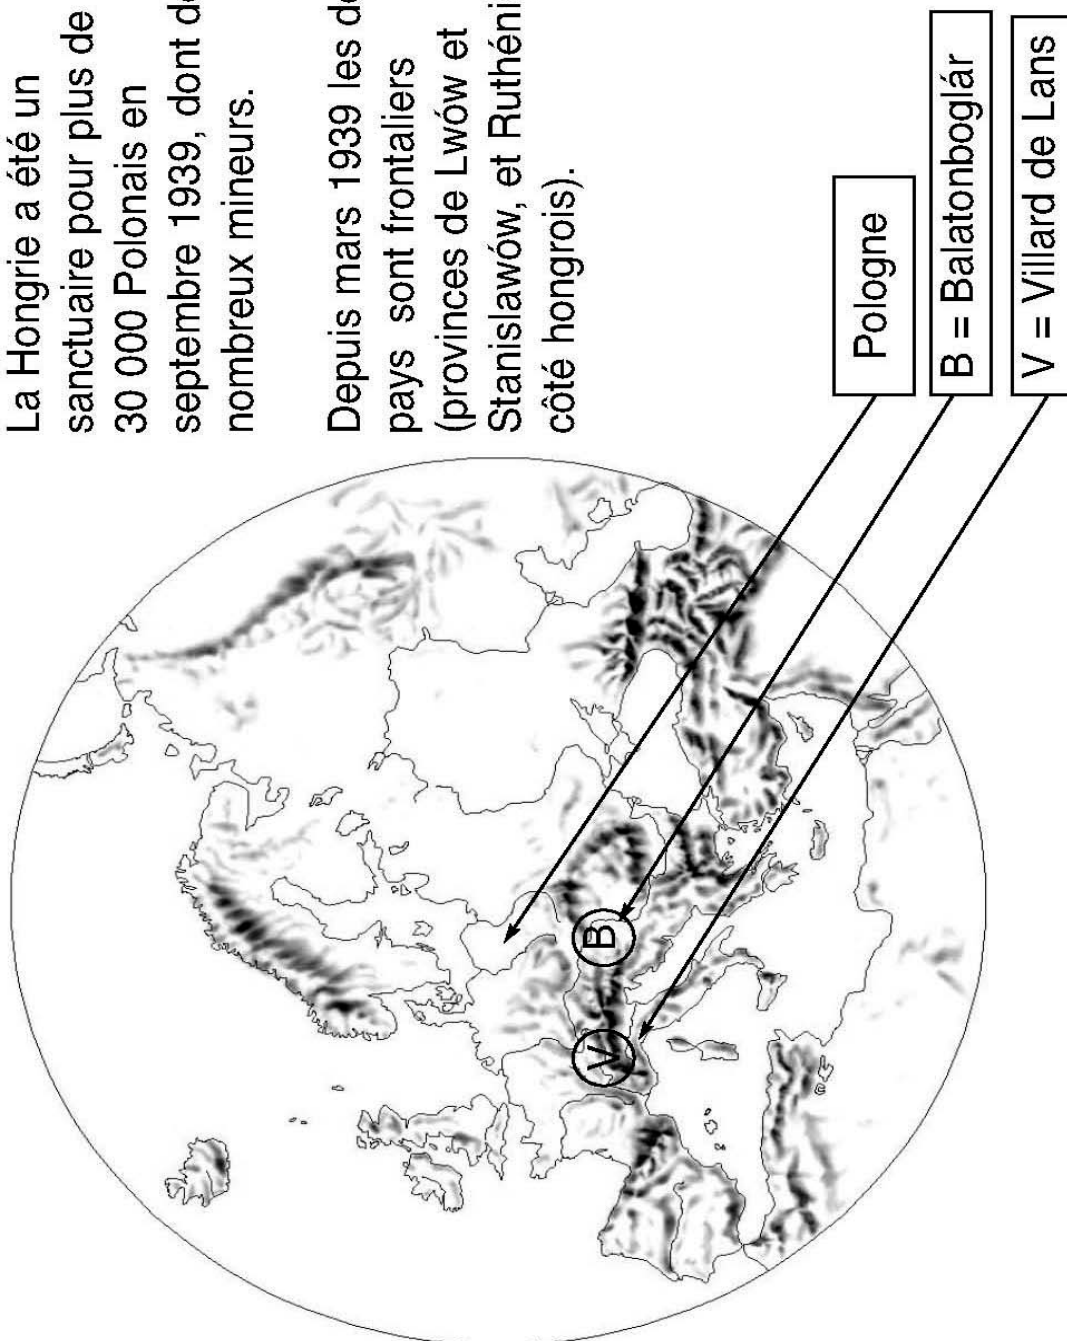 La Hongrie a été un
sanctuaire pour plus de
30 000 Polonais en
septembre 1939, dont
nombreux mineurs.
Depuis mars 1939 les
pays sont frontaliers
(provinces de Lwów et
Stanislawów, et
côté hongrois).
Pologne
B = Balatonboglár
V = Villard de Lans
B
V